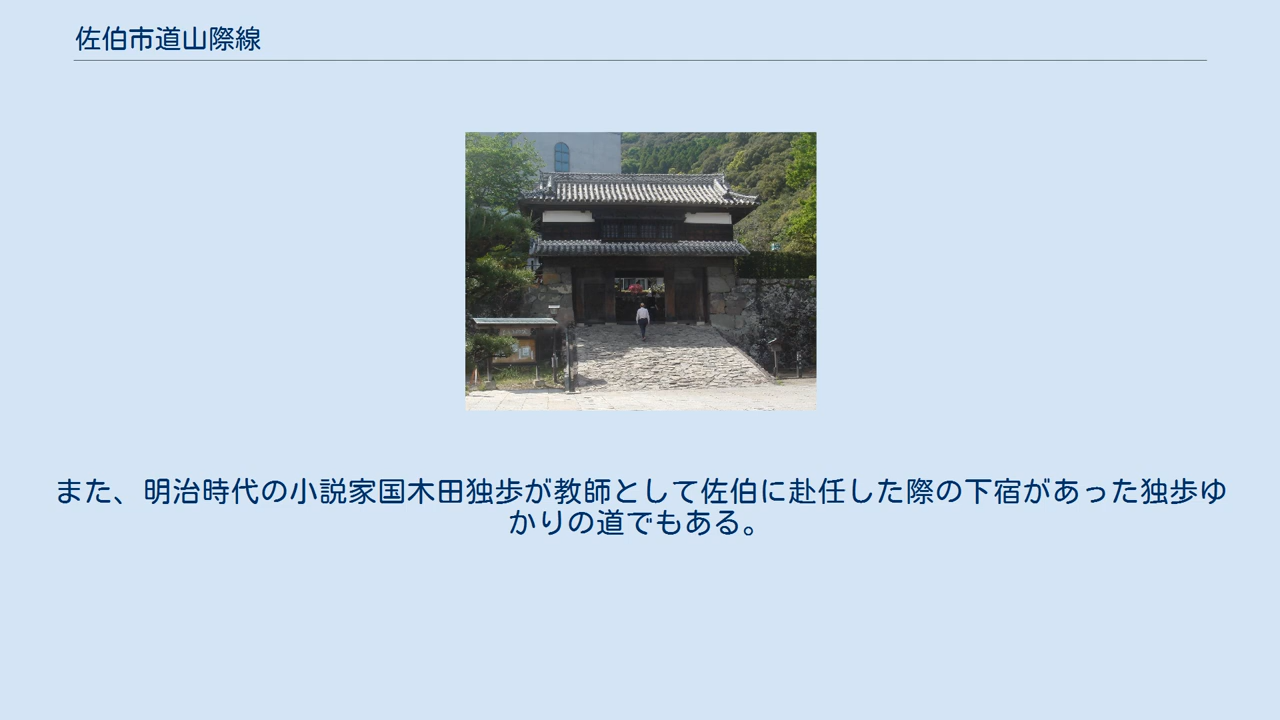 佐伯市道山際線
また、明治時代の小説家国木田独歩が教師として佐伯に赴任した際の下宿があった独歩ゆ
かりの道でもある。